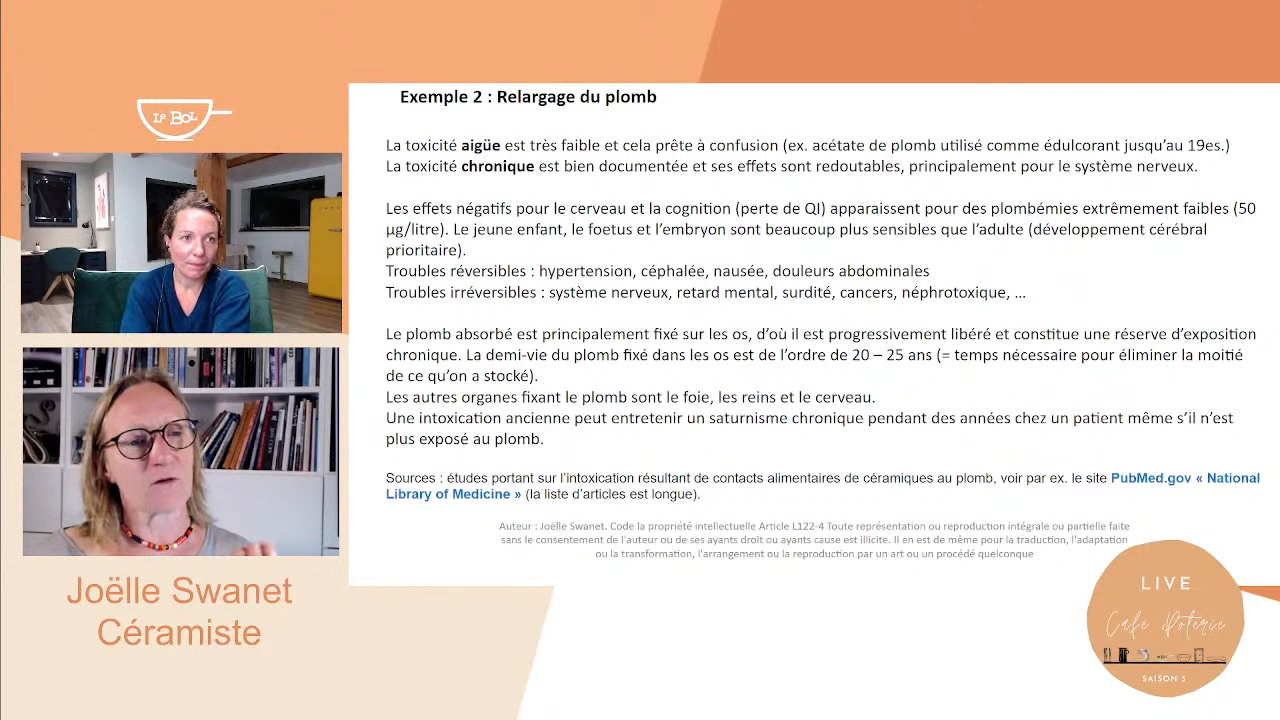 Le BOL
Exemple 2 : Relargage du plomb
La toxicité aigüe est très faible et cela prête à confusion (ex. acétate de plomb utilisé comme édulcorant jusqu’au 19es.)
La toxicité chronique est bien documentée et ses effets sont redoutables, principalement pour le système nerveux.
Les effets négatifs pour le cerveau et la cognition (perte de QI) apparaissent pour des plombémies extrêmement faibles (50
µg/litre). Le jeune enfant, le foetus et l’embryon sont beaucoup plus sensibles que l’adulte (développement cérébral
prioritaire).
Troubles réversibles : hypertension, céphalée, nausée, douleurs abdominales
Troubles irréversibles : système nerveux, retard mental, surdité, cancers, néphrotoxique, ...
Le plomb absorbé est principalement fixé sur les os, d’où il est progressivement libéré et constitue une réserve d’exposition
chronique. La demi-vie du plomb fixé dans les os est de l’ordre de 20 – 25 ans (= temps nécessaire pour éliminer la moitié
de ce qu’on a stocké).
Les autres organes fixant le plomb sont le foie, les reins et le cerveau.
Une intoxication ancienne peut entretenir un saturnisme chronique pendant des années chez un patient même s’il n’est
plus exposé au plomb.
Sources : études portant sur l’intoxication résultant de contacts alimentaires de céramiques au plomb, voir par ex. le site PubMed.gov « National
Library of Medicine » (la liste d’articles est longue).
Auteur : Joëlle Swanet. Code la propriété intellectuelle Article L122-4 Toute représentation ou reproduction intégrale ou partielle faite
sans le consentement de l'auteur ou de ses ayants droit ou ayants cause est illicite. Il en est de même pour la traduction, l'adaptation
ou la transformation, l'arrangement ou la reproduction par un art ou un procédé quelconque
Joëlle Swanet
Céramiste
LIVE
Café Poterie
SAISON 3